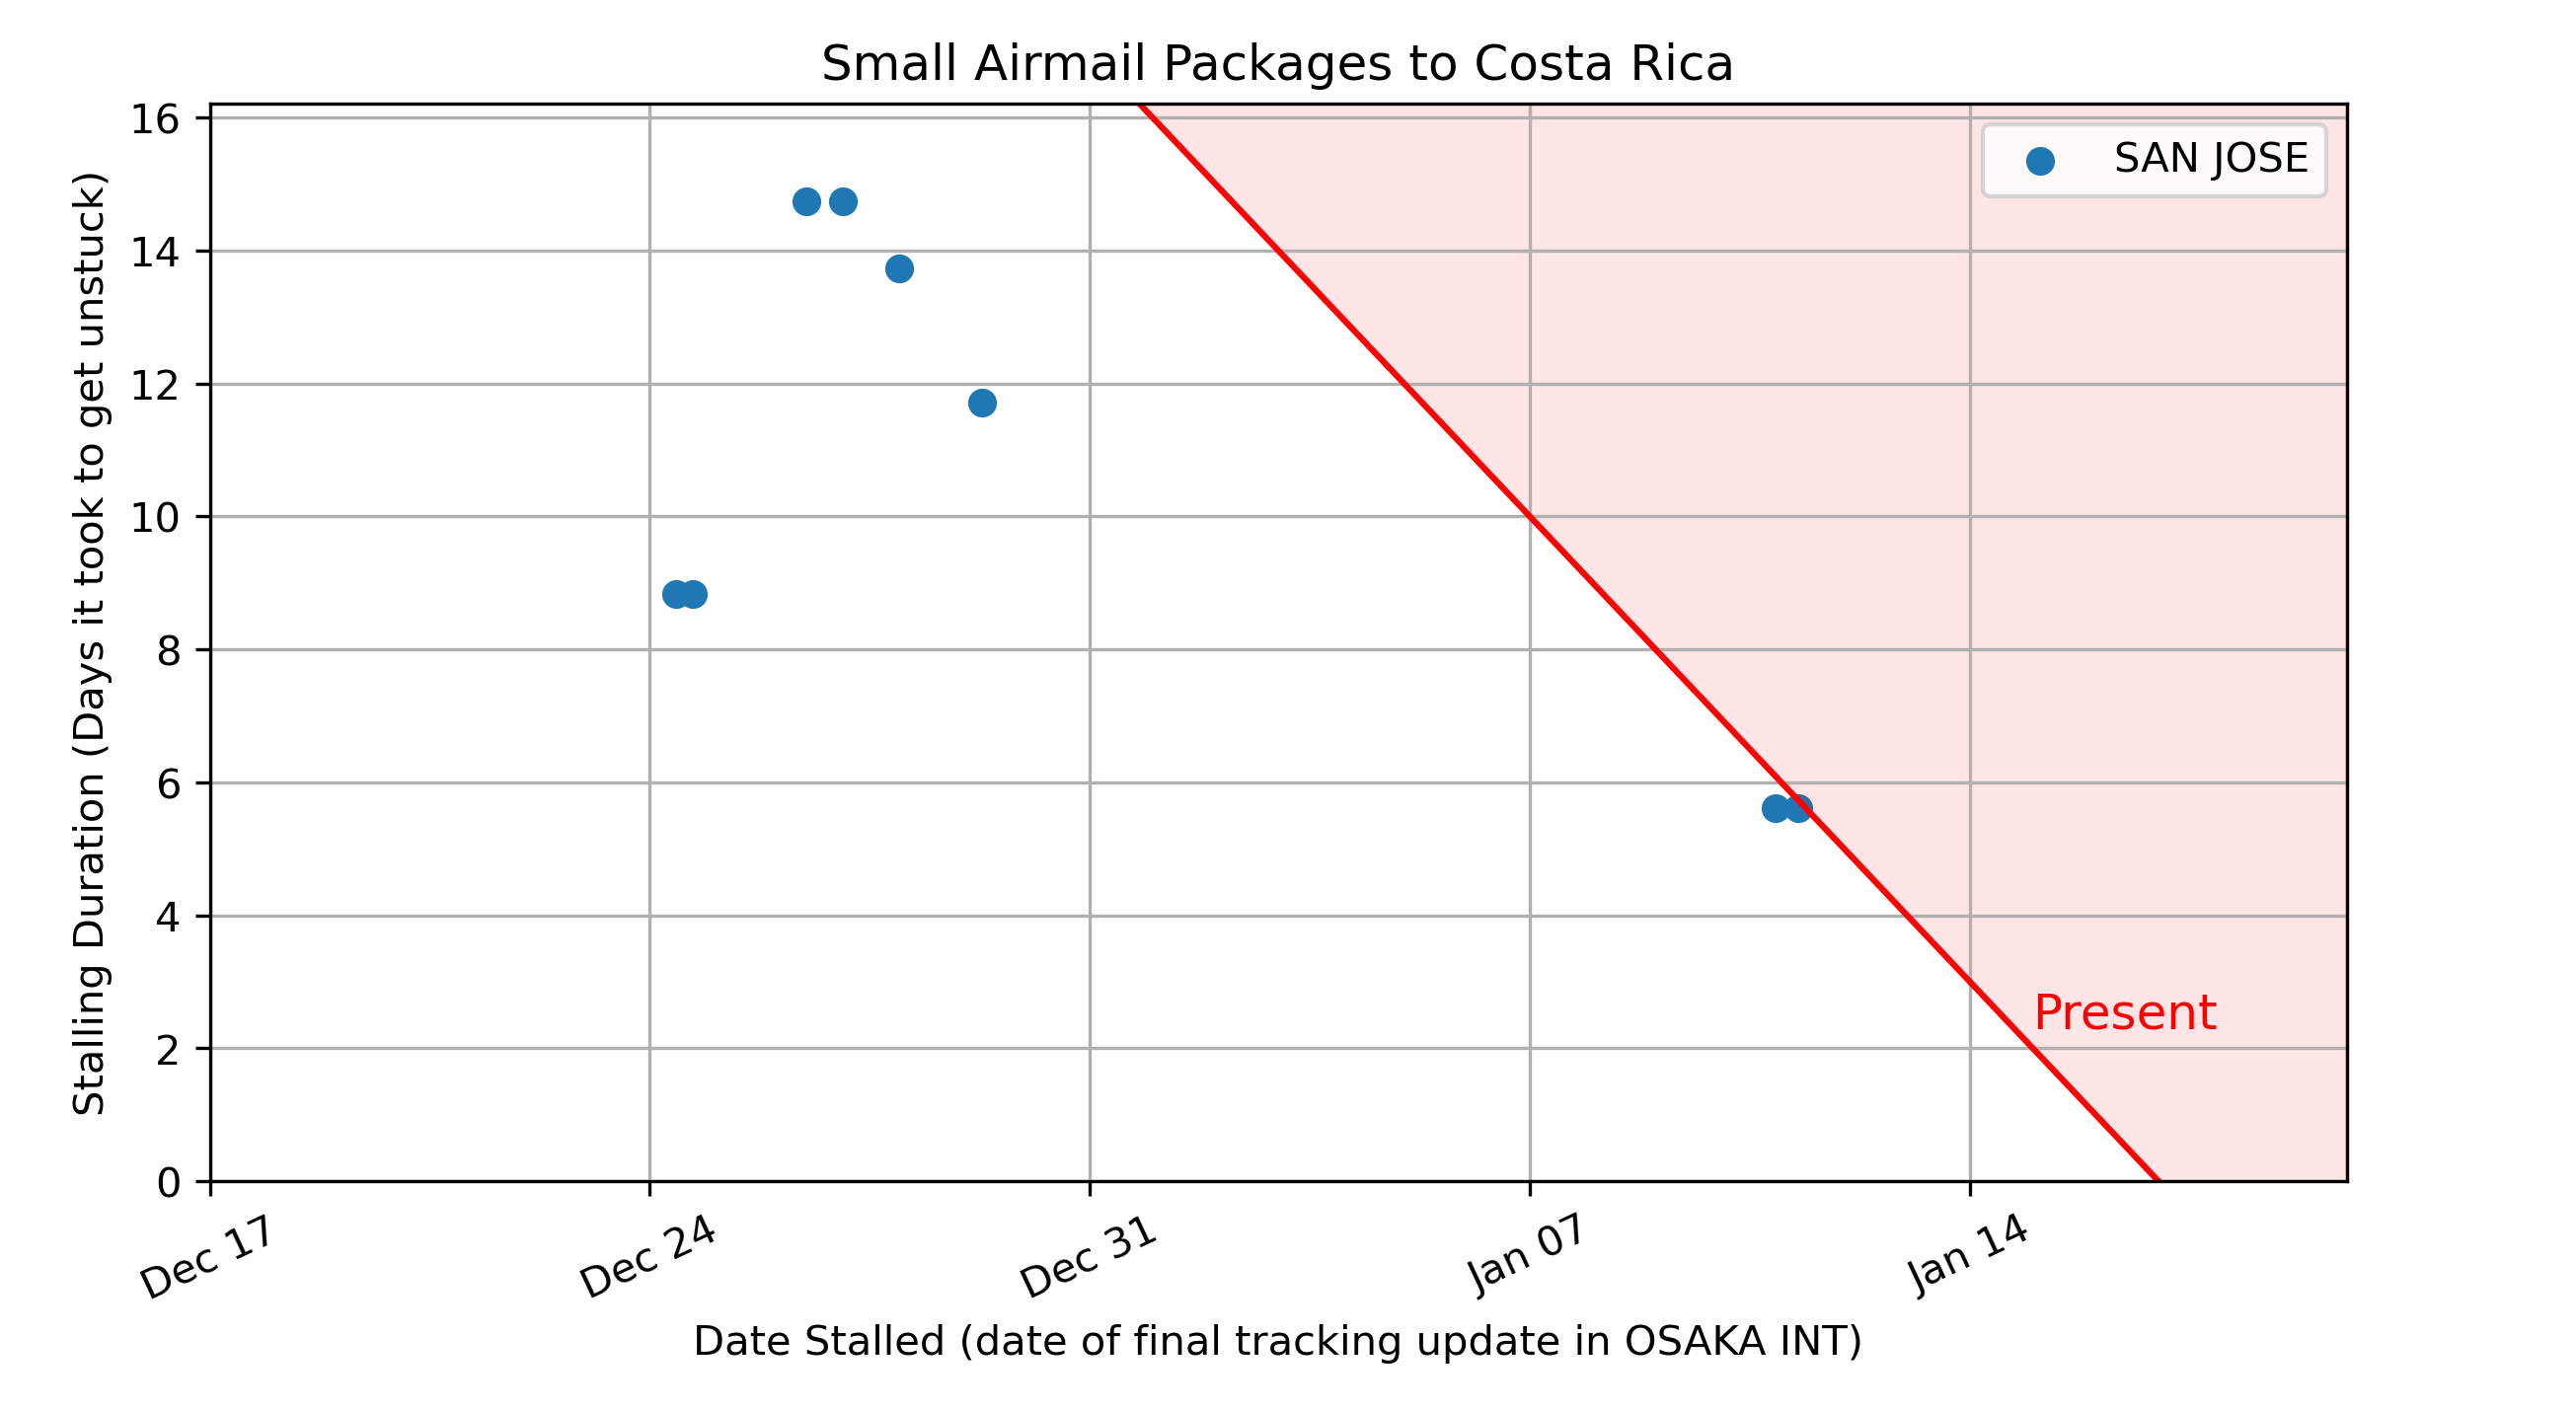 Small Airmail Packages to Costa Rica
Stalling Duration (Days it took to get unstuck)
16
14
12
10
8
6
4
2
0
SAN JOSE
Present
Dec 17
Dec 24
Dec 31
Jan 07
Jan 14
Date Stalled (date of final tracking update in OSAKA INT)